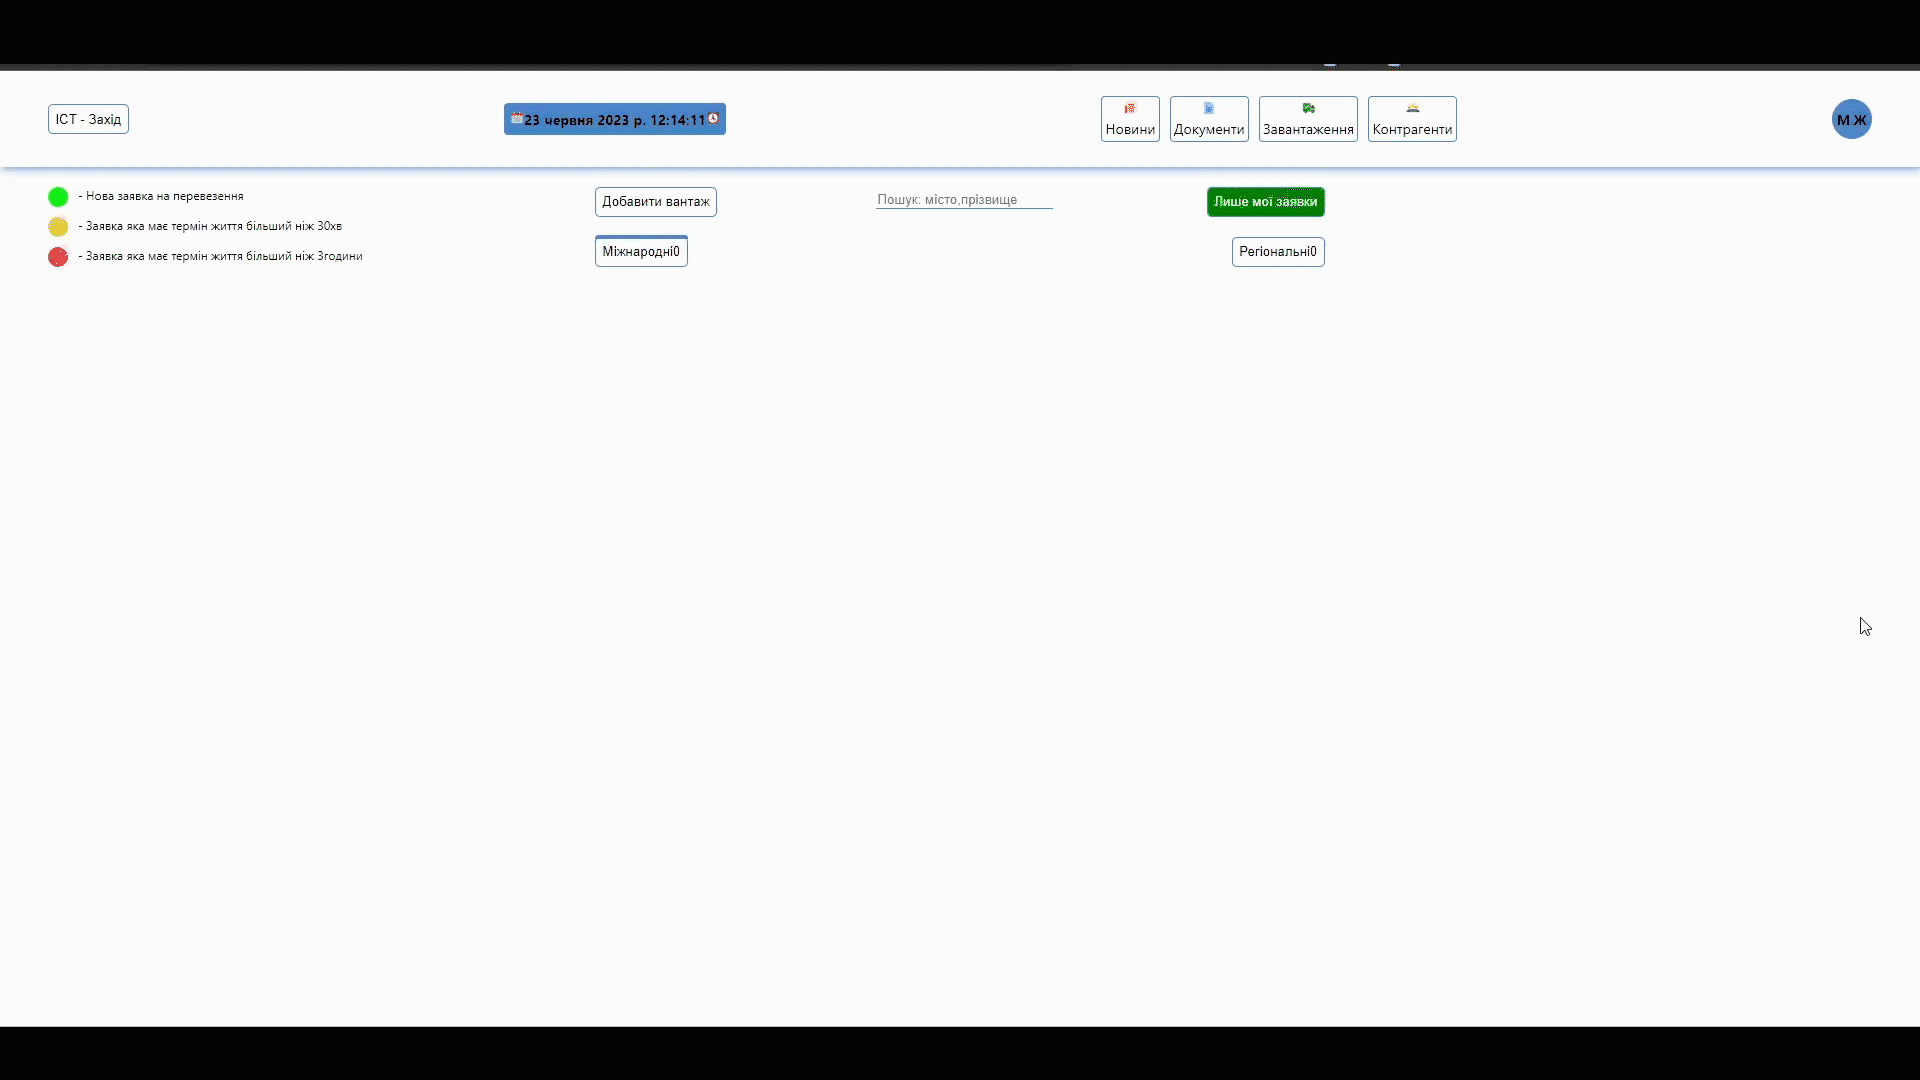 ІСТ - Захід
23 червня 2023 р. 12:14:11
Новини
Документи
Завантаження
Контрагенти
М Ж
- Нова заявка на перевезення
- Заявка яка має термін життя більший ніж 30хв
- Заявка яка має термін життя більший ніж 3години
Добавити вантаж
Пошук: місто,прізвище
Лише мої заявки
Міжнародні0
Регіональні0